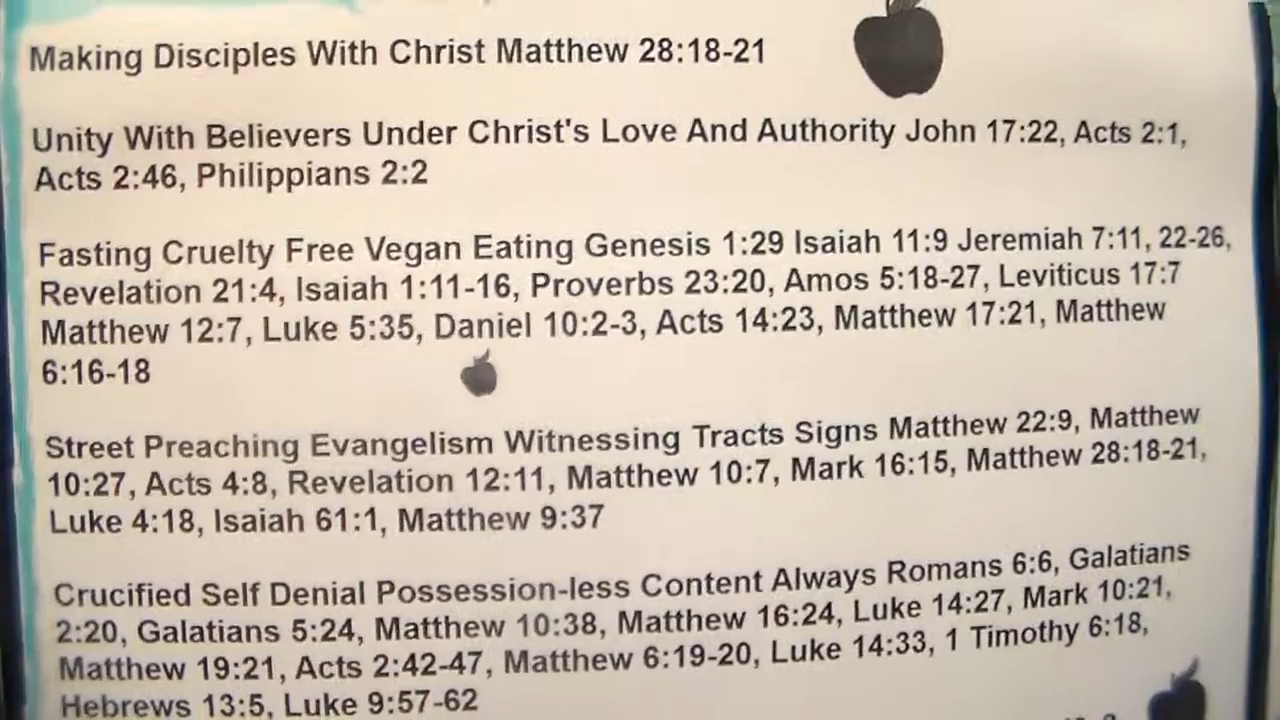 Making Disciples With Christ Matthew 28:18-21
Unity With Believers Under Christ's Love And Authority John 17:22, Acts 2:1,
Acts 2:46, Philippians 2:2
Fasting Cruelty Free Vegan Eating Genesis 1:29 Isaiah 11:9 Jeremiah 7:11, 22-26,
Revelation 21:4, Isaiah 1:11-16, Proverbs 23:20, Amos 5:18-27, Leviticus 17:7
Matthew 12:7, Luke 5:35, Daniel 10:2-3, Acts 14:23, Matthew 17:21, Matthew
6:16-18
Street Preaching Evangelism Witnessing Tracts Signs Matthew 22:9, Matthew
10:27, Acts 4:8, Revelation 12:11, Matthew 10:7, Mark 16:15, Matthew 28:18-21,
Luke 4:18, Isaiah 61:1, Matthew 9:37
Crucified Self Denial Possession-less Content Always Romans 6:6, Galatians
2:20, Galatians 5:24, Matthew 10:38, Matthew 16:24, Luke 14:27, Mark 10:21,
Matthew 19:21, Acts 2:42-47, Matthew 6:19-20, Luke 14:33, 1 Timothy 6:18,
Hebrews 13:5, Luke 9:57-62